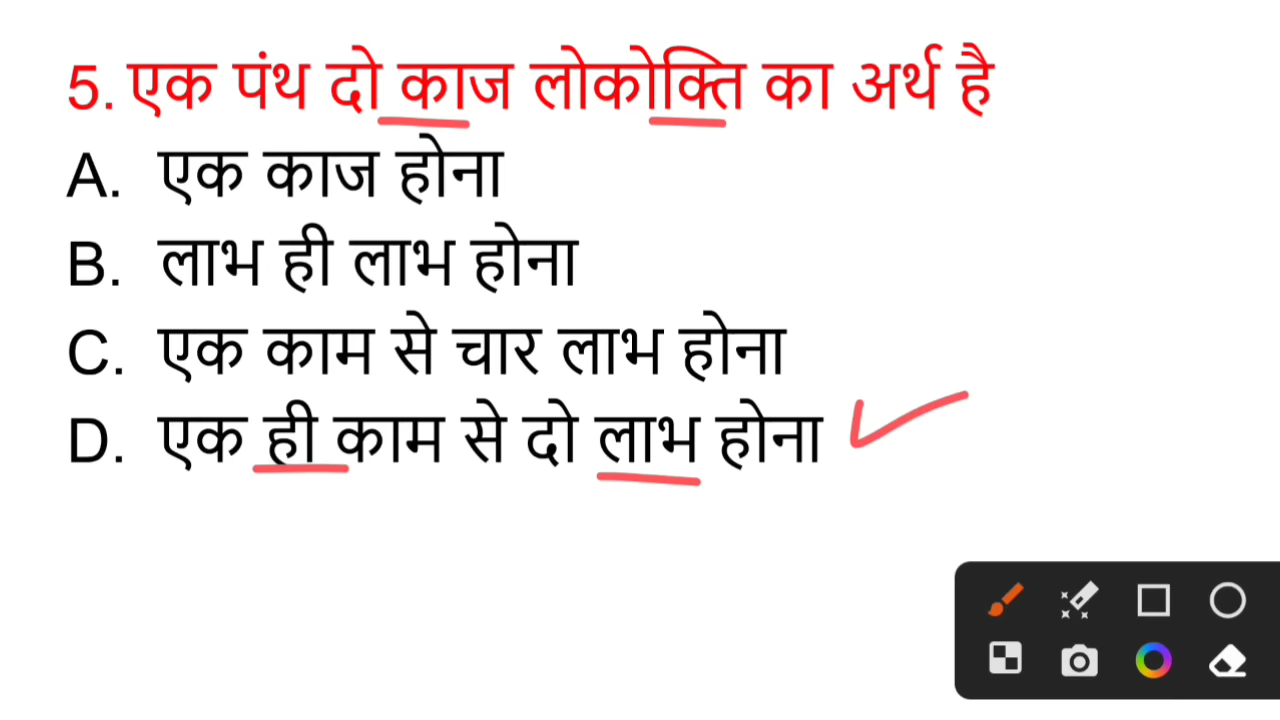 5. एक पंथ दो काज लोकोक्ति का अर्थ है
A. एक काज होना
B. लाभ ही लाभ होना
C. एक काम से चार लाभ होना
D. एक ही काम से दो लाभ होना